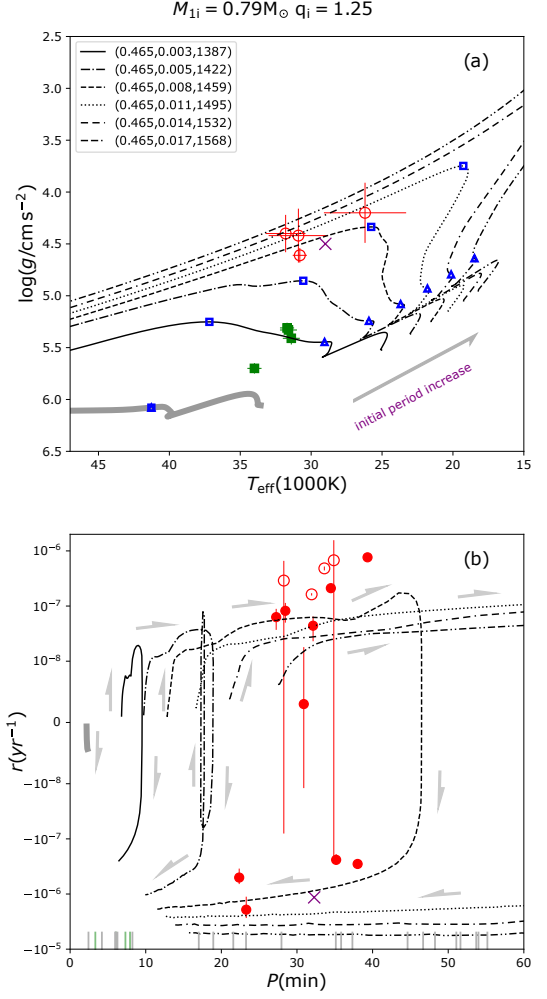 M₁ᵢ = 0.79M☉ qᵢ = 1.25
(a)
(0.465,0.003,1387)
(0.465,0.005,1422)
(0.465,0.008,1459)
(0.465,0.011,1495)
(0.465,0.014,1532)
(0.465,0.017,1568)
2.5
3.0
3.5
4.0
4.5
5.0
5.5
6.0
6.5
log(g/cm s⁻²)
initial period increase
45 40 35 30 25 20 15
T_eff(1000K)
(b)
10⁻⁶
10⁻⁷
10⁻⁸
0
−10⁻⁸
−10⁻⁷
−10⁻⁶
−10⁻⁵
ṙ(yr⁻¹)
0 10 20 30 40 50 60
P(min)